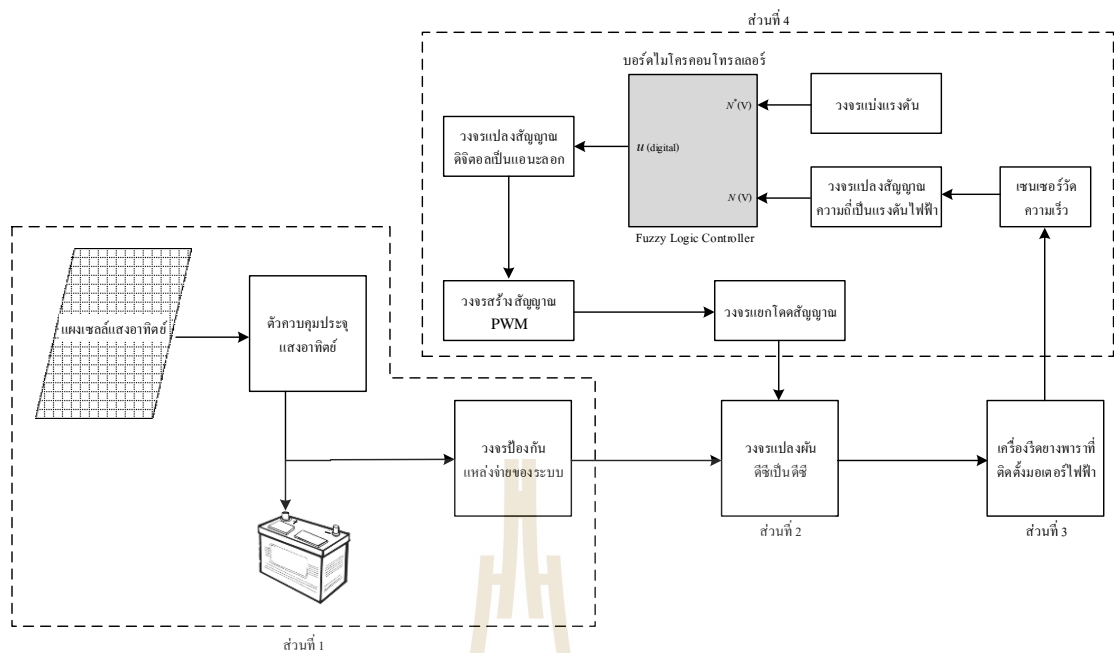 ส่วนที่ 4
บอร์ดไมโครคอนโทรลเลอร์
N*(V)
วงจรแบ่งแรงดัน
วงจรแปลงสัญญาณ
ดิจิตอลเป็นแอนะลอก
u (digital)
N (V)
วงจรแปลงสัญญาณ
ความถี่เป็นแรงดันไฟฟ้า
เซนเซอร์วัด
ความเร็ว
Fuzzy Logic Controller
วงจรสร้างสัญญาณ
PWM
วงจรแยกโดดสัญญาณ
แผงเซลล์แสงอาทิตย์
ตัวควบคุมประจุ
แสงอาทิตย์
วงจรป้องกัน
แหล่งจ่ายของระบบ
วงจรแปลงผัน
ดีซีเป็นดีซี
เครื่องรีดยางพาราที่
ติดตั้งมอเตอร์ไฟฟ้า
ส่วนที่ 2
ส่วนที่ 3
ส่วนที่ 1